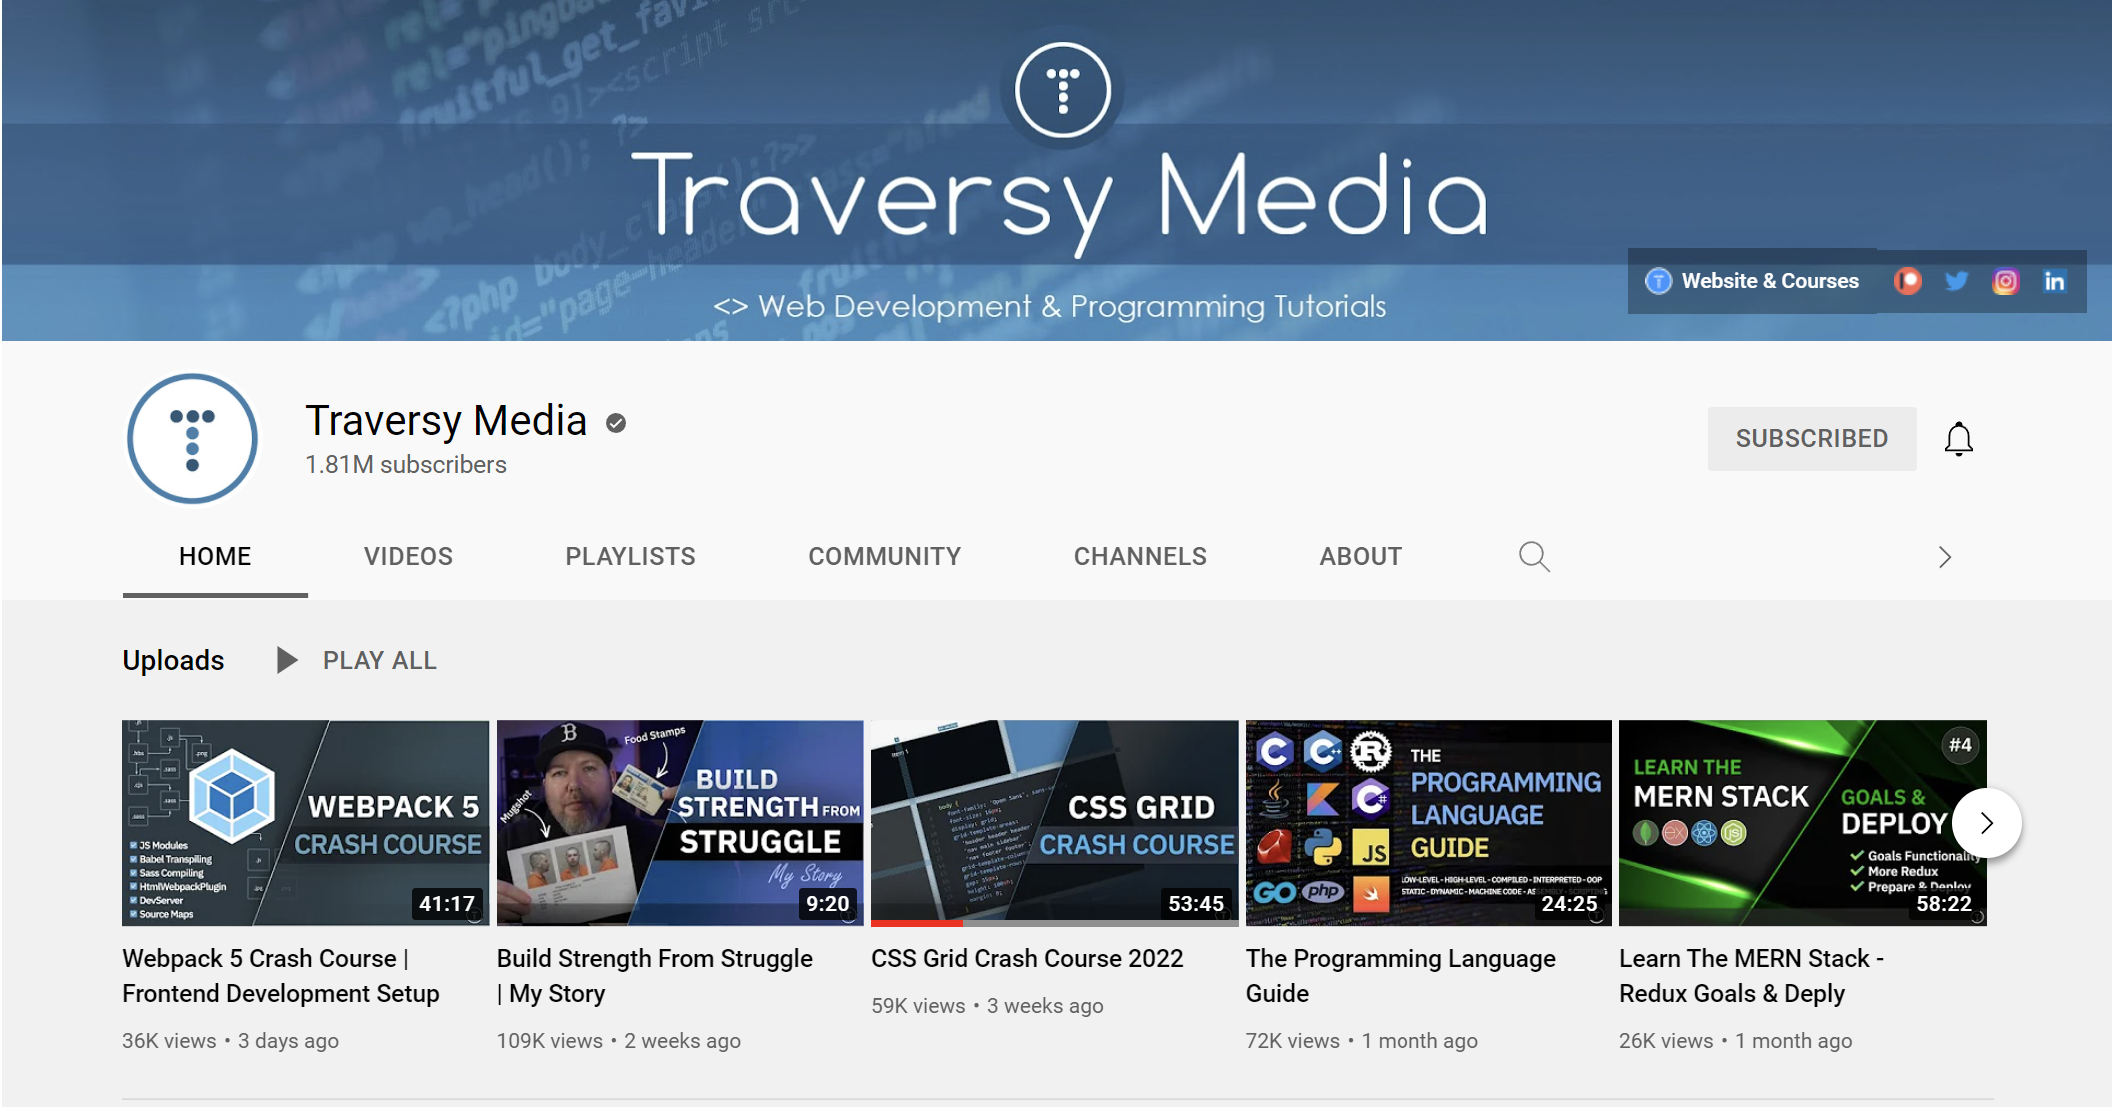 Traversy Media
<> Web Development & Programming Tutorials
Website & Courses
Traversy Media
1.81M subscribers
SUBSCRIBED
HOME VIDEOS PLAYLISTS COMMUNITY CHANNELS ABOUT
Uploads PLAY ALL
WEBPACK 5
CRASH COURSE
JS Modules
Babel Transpiling
Sass Compiling
HtmlWebpackPlugin
DevServer
Source Maps
41:17
Food Stamps
Mugshot
BUILD
STRENGTH FROM
STRUGGLE
My Story
9:20
CSS GRID
CRASH COURSE
53:45
THE
PROGRAMMING
LANGUAGE
GUIDE
C C++ R
C#
JS
GO php
LOW-LEVEL - HIGH-LEVEL - COMPILED - INTERPRETED - OOP
STATIC - DYNAMIC - MACHINE CODE - ASSEMBLY - SCRIPTING
24:25
#4
LEARN THE
MERN STACK
GOALS &
DEPLOY
Goals Functionality
More Redux
Prepare & Deploy
58:22
Webpack 5 Crash Course |
Frontend Development Setup
36K views • 3 days ago
Build Strength From Struggle
| My Story
109K views • 2 weeks ago
CSS Grid Crash Course 2022
59K views • 3 weeks ago
The Programming Language
Guide
72K views • 1 month ago
Learn The MERN Stack -
Redux Goals & Deply
26K views • 1 month ago